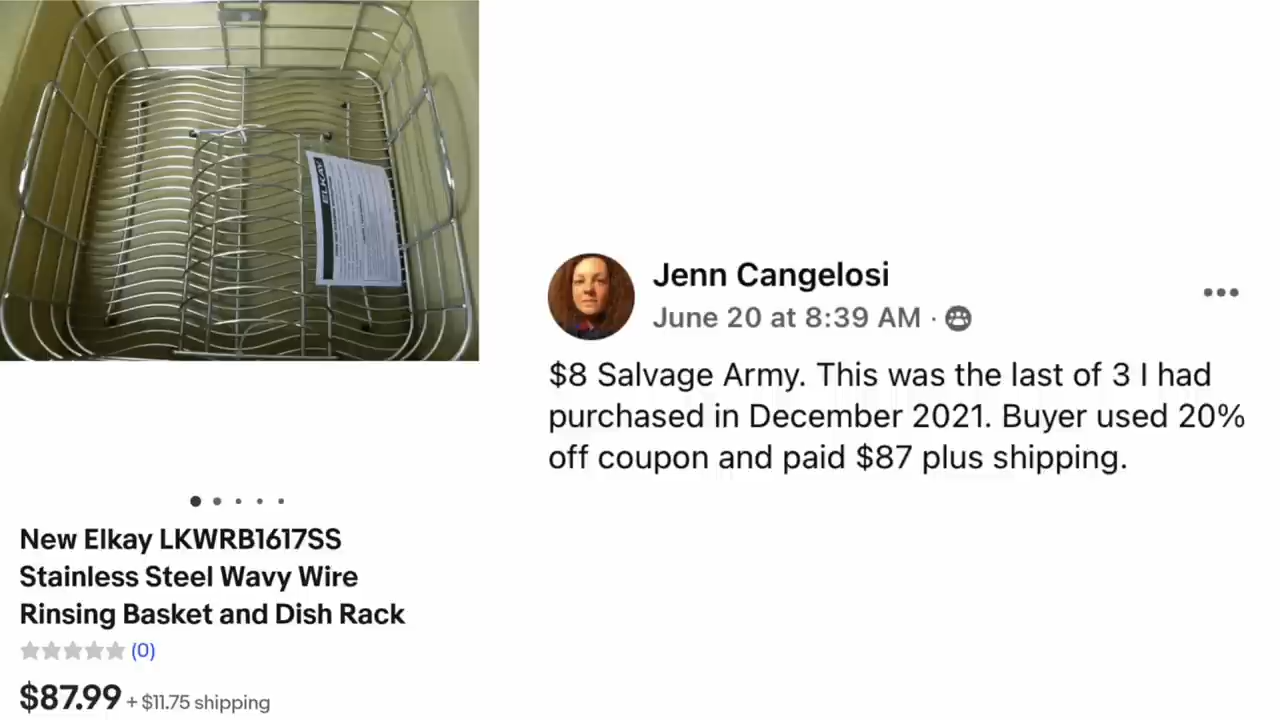 ELKAY
New Elkay LKWRB1617SS
Stainless Steel Wavy Wire
Rinsing Basket and Dish Rack
(0)
$87.99 + $11.75 shipping
Jenn Cangelosi
June 20 at 8:39 AM ·
$8 Salvage Army. This was the last of 3 I had
purchased in December 2021. Buyer used 20%
off coupon and paid $87 plus shipping.